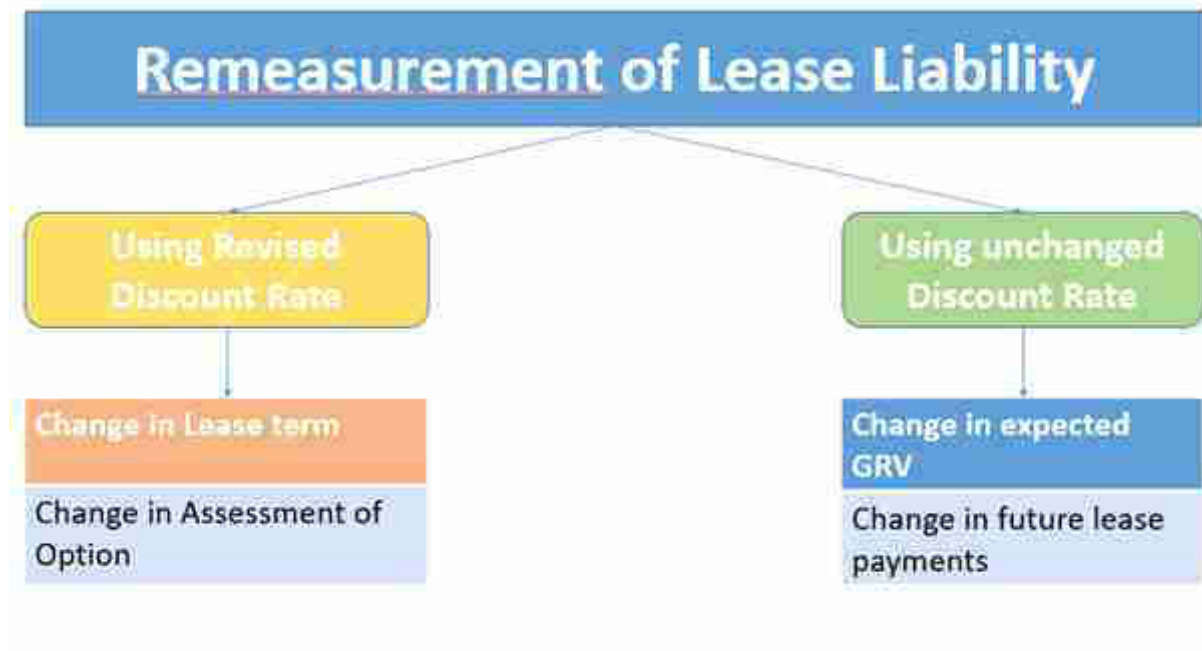 Remeasurement of Lease Liability
Using Revised
Discount Rate
Using unchanged
Discount Rate
Change in Lease term
Change in Assessment of
Option
Change in expected
GRV
Change in future lease
payments